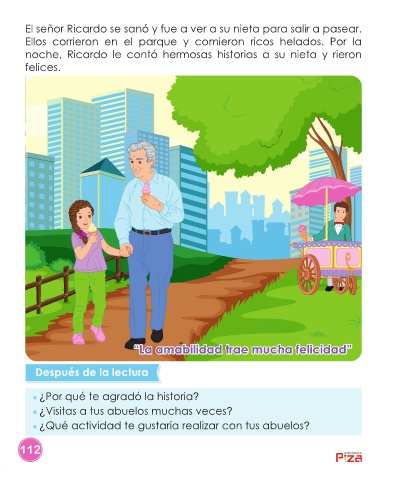 El señor Ricardo se sanó y fue a ver a su nieta para salir a pasear.
Ellos corrieron en el parque y comieron ricos helados. Por la
noche, Ricardo le contó hermosas historias a su nieta y rieron
felices.
"La amabilidad trae mucha felicidad"
Después de la lectura
• ¿Por qué te agradó la historia?
• ¿Visitas a tus abuelos muchas veces?
• ¿Qué actividad te gustaría realizar con tus abuelos?
112
Piza